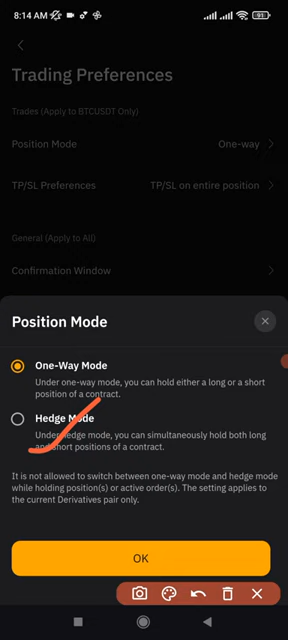 8:14 AM
91
Trading Preferences
Trades (Apply to BTCUSDT Only)
Position Mode
One-way
TP/SL Preferences
TP/SL on entire position
General (Apply to All)
Confirmation Window
Position Mode
One-Way Mode
Under one-way mode, you can hold either a long or a short
position of a contract.
Hedge Mode
Under hedge mode, you can simultaneously hold both long
and short positions of a contract.
It is not allowed to switch between one-way mode and hedge mode
while holding position(s) or active order(s). The setting applies to
the current Derivatives pair only.
OK